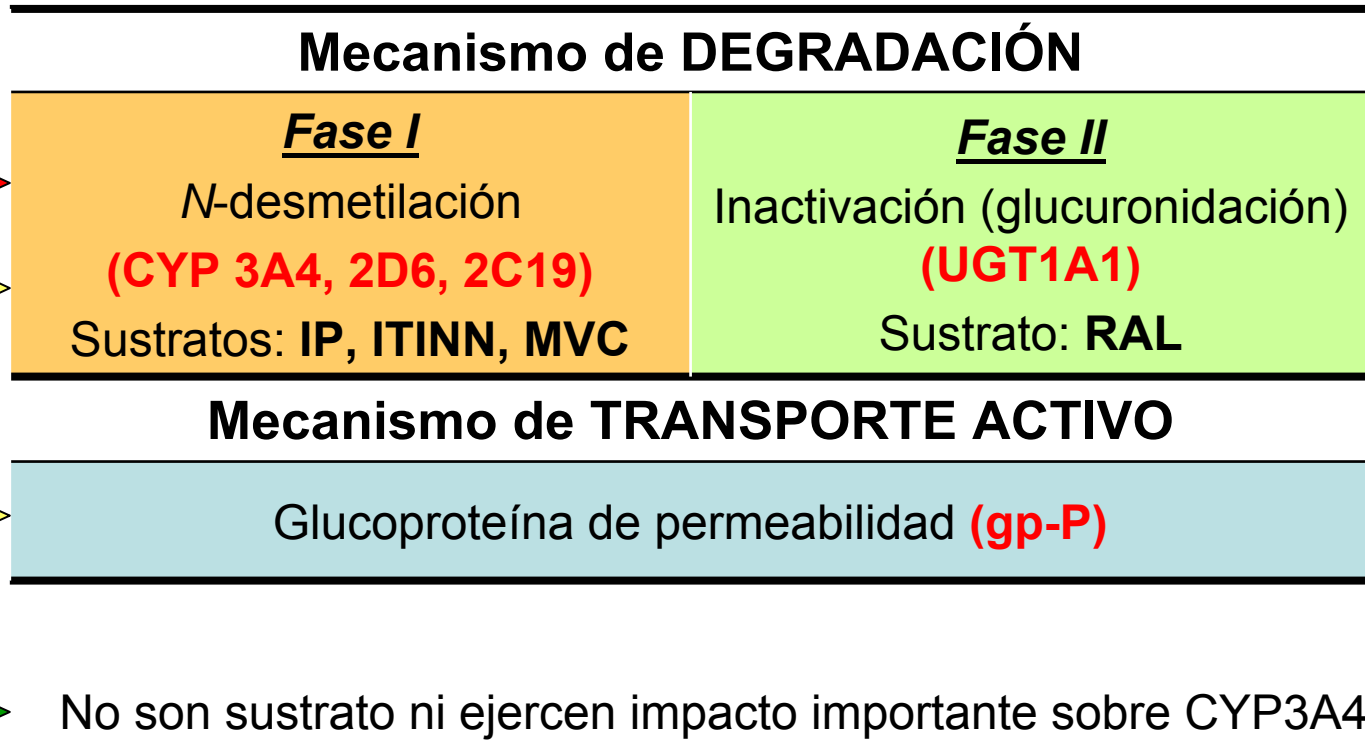 Mecanismo de DEGRADACIÓN
Fase I
N-desmetilación
(CYP 3A4, 2D6, 2C19)
Sustratos: IP, ITINN, MVC
Fase II
Inactivación (glucuronidación)
(UGT1A1)
Sustrato: RAL
Mecanismo de TRANSPORTE ACTIVO
Glucoproteína de permeabilidad (gp-P)
No son sustrato ni ejercen impacto importante sobre CYP3A4